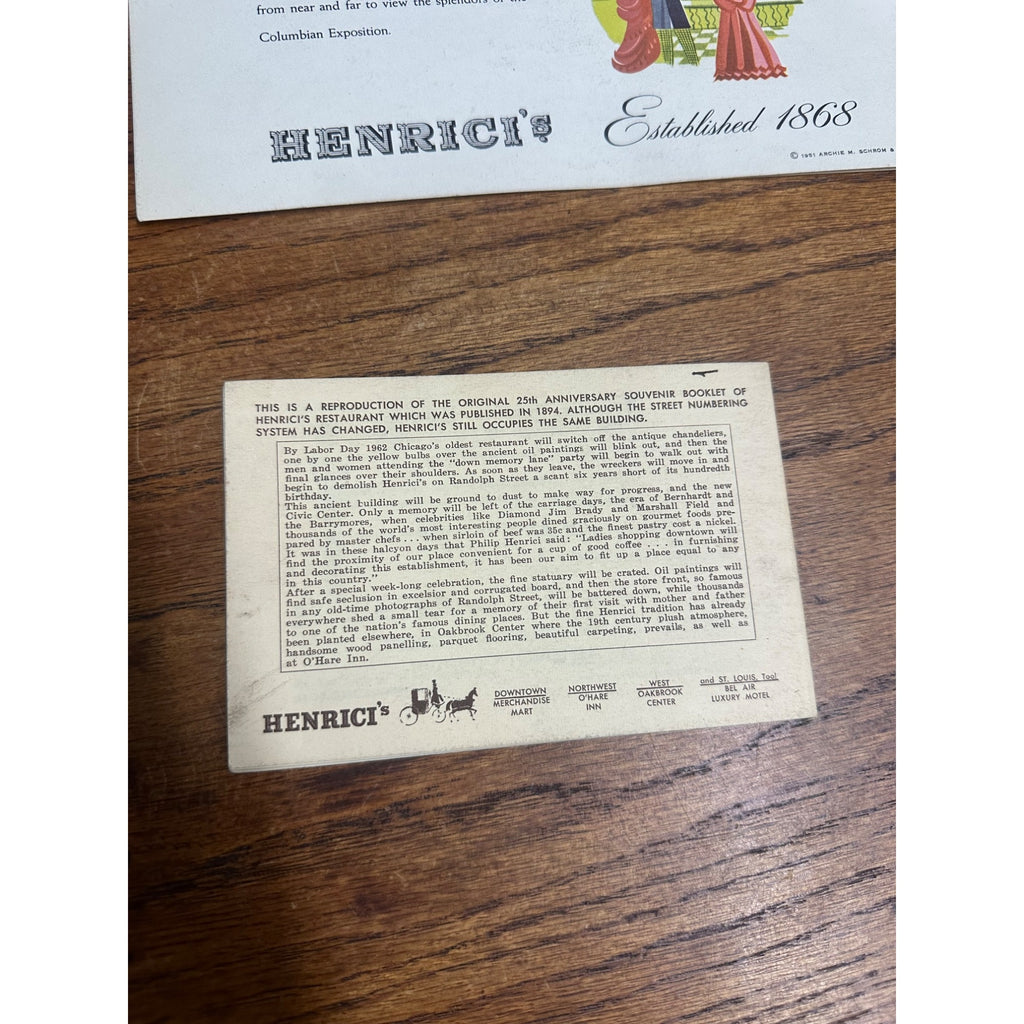 from near and far to view the splendors of the
Columbian Exposition.
HENRICI's
Established 1868
© 1951 ARCHIE M. SCHROM &
THIS IS A REPRODUCTION OF THE ORIGINAL 25th ANNIVERSARY SOUVENIR BOOKLET OF
HENRICI'S RESTAURANT WHICH WAS PUBLISHED IN 1894. ALTHOUGH THE STREET NUMBERING
SYSTEM HAS CHANGED, HENRICI'S STILL OCCUPIES THE SAME BUILDING.
By Labor Day 1962 Chicago's oldest restaurant will switch off the antique chandeliers,
one by one the yellow bulbs over the ancient oil paintings will blink out, and then the
men and women attending the "down memory lane" party will begin to walk out with
final glances over their shoulders. As soon as they leave, the wreckers will move in and
begin to demolish Henrici's on Randolph Street a scant six years short of its hundredth
birthday.
This ancient building will be ground to dust to make way for progress, and the new
Civic Center. Only a memory will be left of the carriage days, the era of Bernhardt and
the Barrymores, when celebrities like Diamond Jim Brady and Marshall Field and
thousands of the world's most interesting people dined graciously on gourmet foods pre-
pared by master chefs . . . when sirloin of beef was 35c and the finest pastry cost a nickel.
It was in these halcyon days that Philip Henrici said: "Ladies shopping downtown will
find the proximity of our place convenient for a cup of good coffee . . . in furnishing
and decorating this establishment, it has been our aim to fit up a place equal to any
in this country."
After a special week-long celebration, the fine statuary will be crated. Oil paintings will
find safe seclusion in excelsior and corrugated board, and then the store front, so famous
in any old-time photographs of Randolph Street, will be battered down, while thousands
everywhere shed a small tear for a memory of their first visit with mother and father
to one of the nation's famous dining places. But the fine Henrici tradition has already
been planted elsewhere, in Oakbrook Center where the 19th century plush atmosphere,
handsome wood panelling, parquet flooring, beautiful carpeting, prevails, as well as
at O'Hare Inn.
HENRICI's
DOWNTOWN
MERCHANDISE
MART
NORTHWEST
O'HARE
INN
WEST
OAKBROOK
CENTER
and ST. LOUIS, Too!
BEL AIR
LUXURY MOTEL